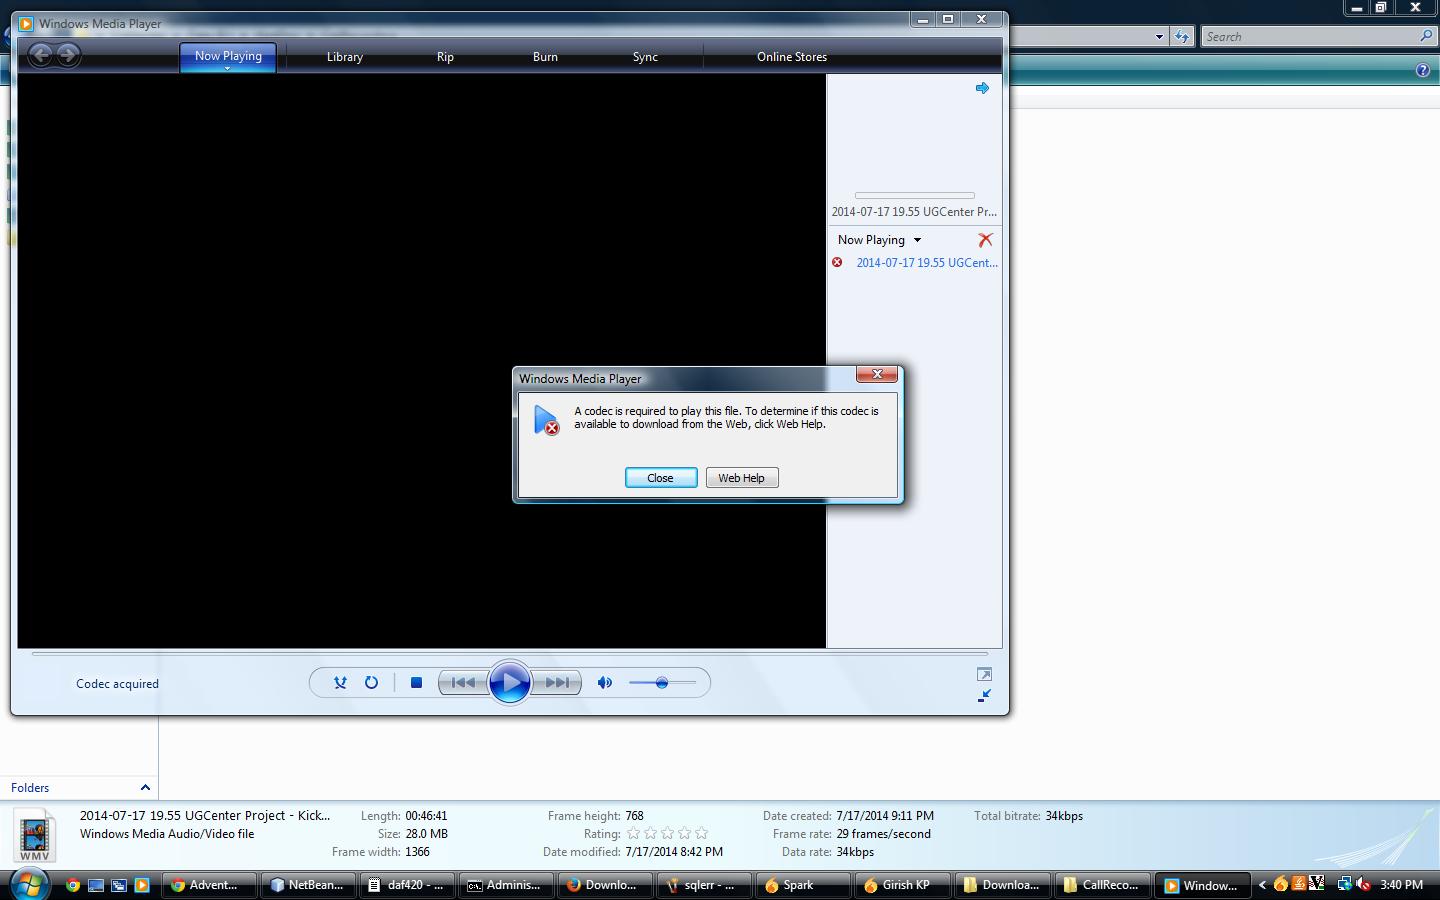 Windows Media Player
Search
Now Playing
Library
Rip
Burn
Sync
Online Stores
2014-07-17 19.55 UGCenter Pr...
Now Playing
2014-07-17 19.55 UGCent...
Windows Media Player
A codec is required to play this file. To determine if this codec is
available to download from the Web, click Web Help.
Close
Web Help
Codec acquired
Folders
2014-07-17 19.55 UGCenter Project - Kick...
Windows Media Audio/Video file
WMV
Length: 00:46:41
Size: 28.0 MB
Frame width: 1366
Frame height: 768
Rating:
Date modified: 7/17/2014 8:42 PM
Date created: 7/17/2014 9:11 PM
Frame rate: 29 frames/second
Data rate: 34kbps
Total bitrate: 34kbps
Advent...
NetBean...
daf420 - ...
Adminis...
Downlo...
sqlerr - ...
Spark
Girish KP
Downloa...
CallReco...
Window...
3:40 PM